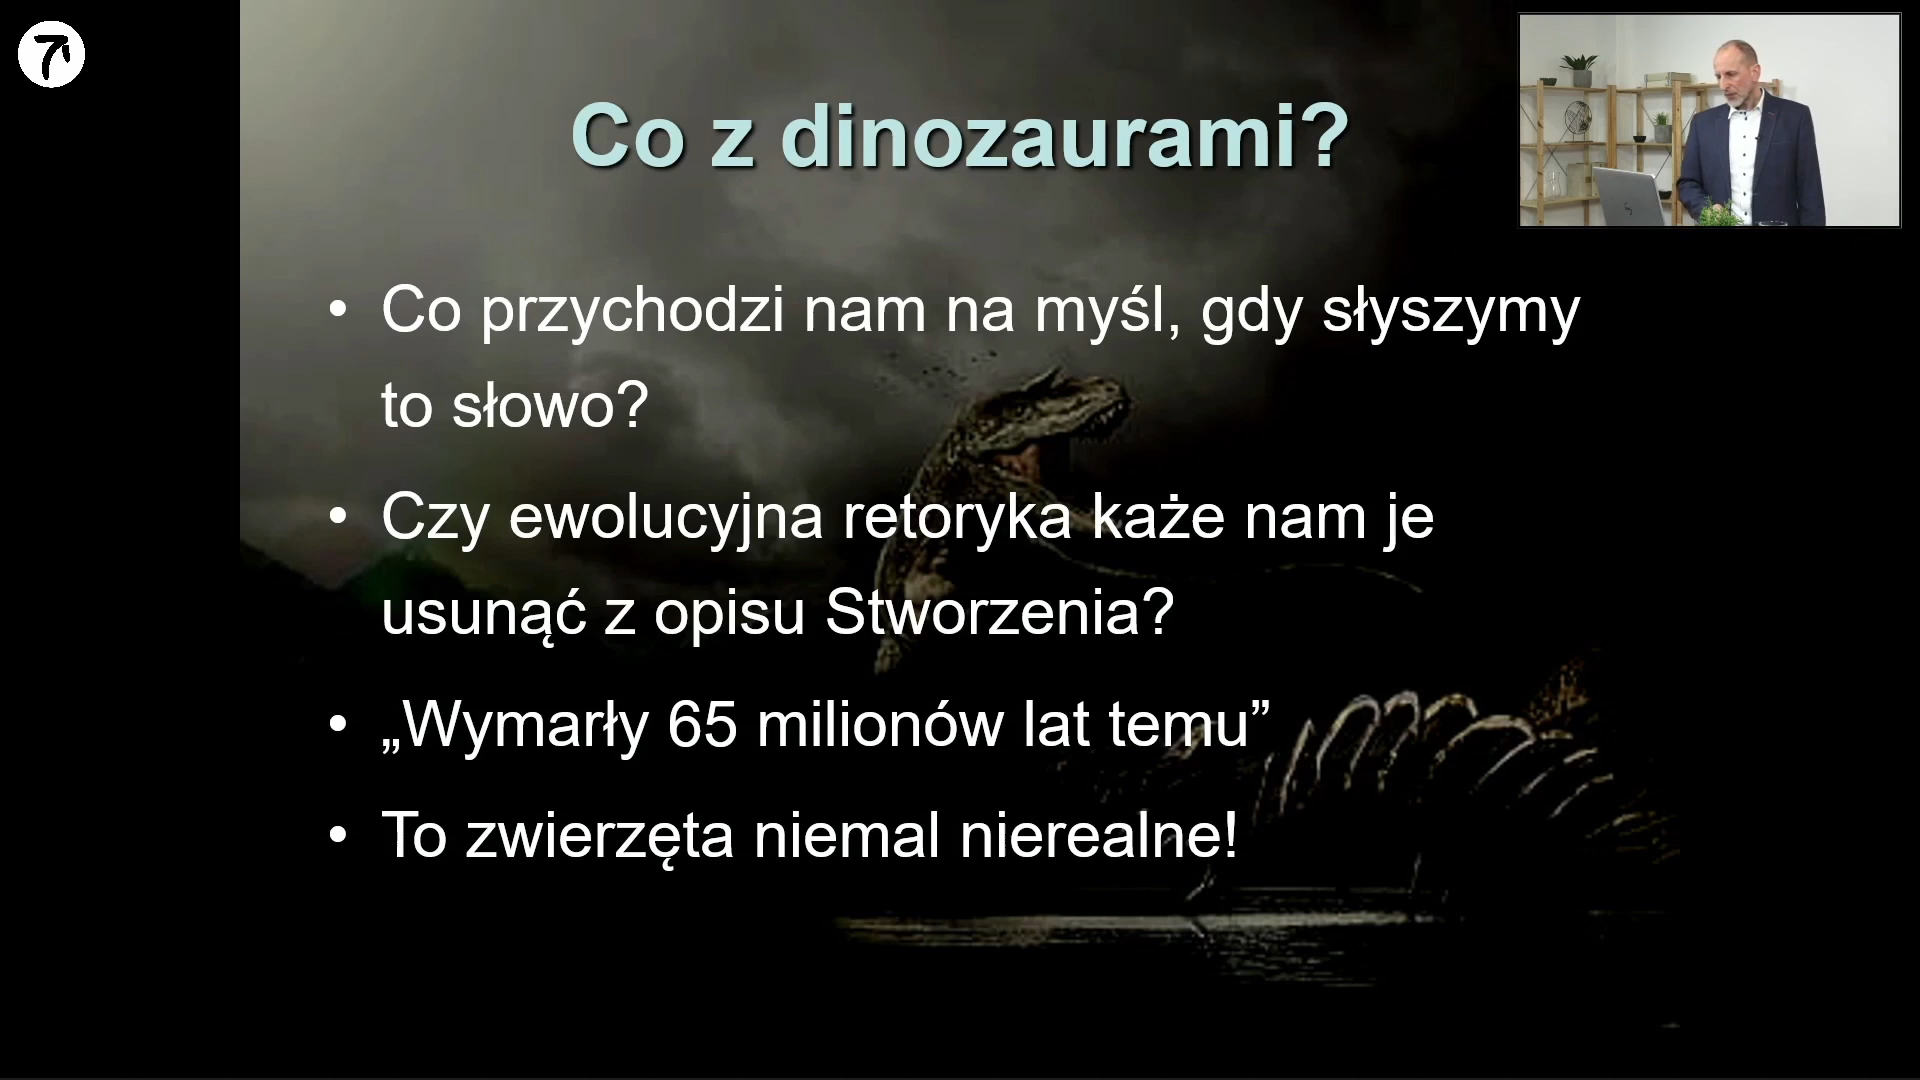 Co z dinozaurami?
• Co przychodzi nam na myśl, gdy słyszymy
to słowo?
• Czy ewolucyjna retoryka każe nam je
usunąć z opisu Stworzenia?
• „Wymarły 65 milionów lat temu”
• To zwierzęta niemal nierealne!